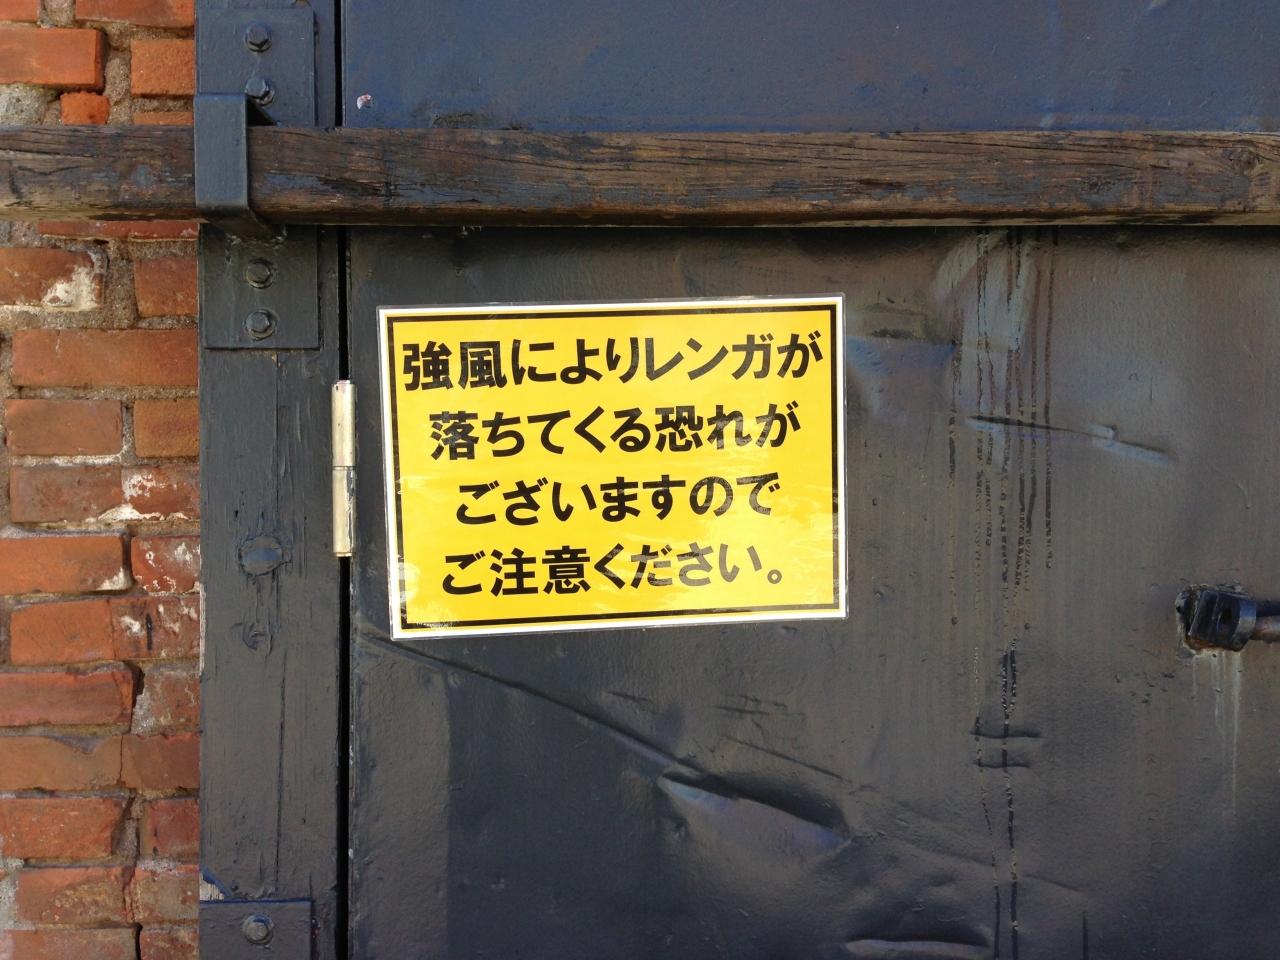 強風によりレンガが
落ちてくる恐れが
ございますので
ご注意ください。